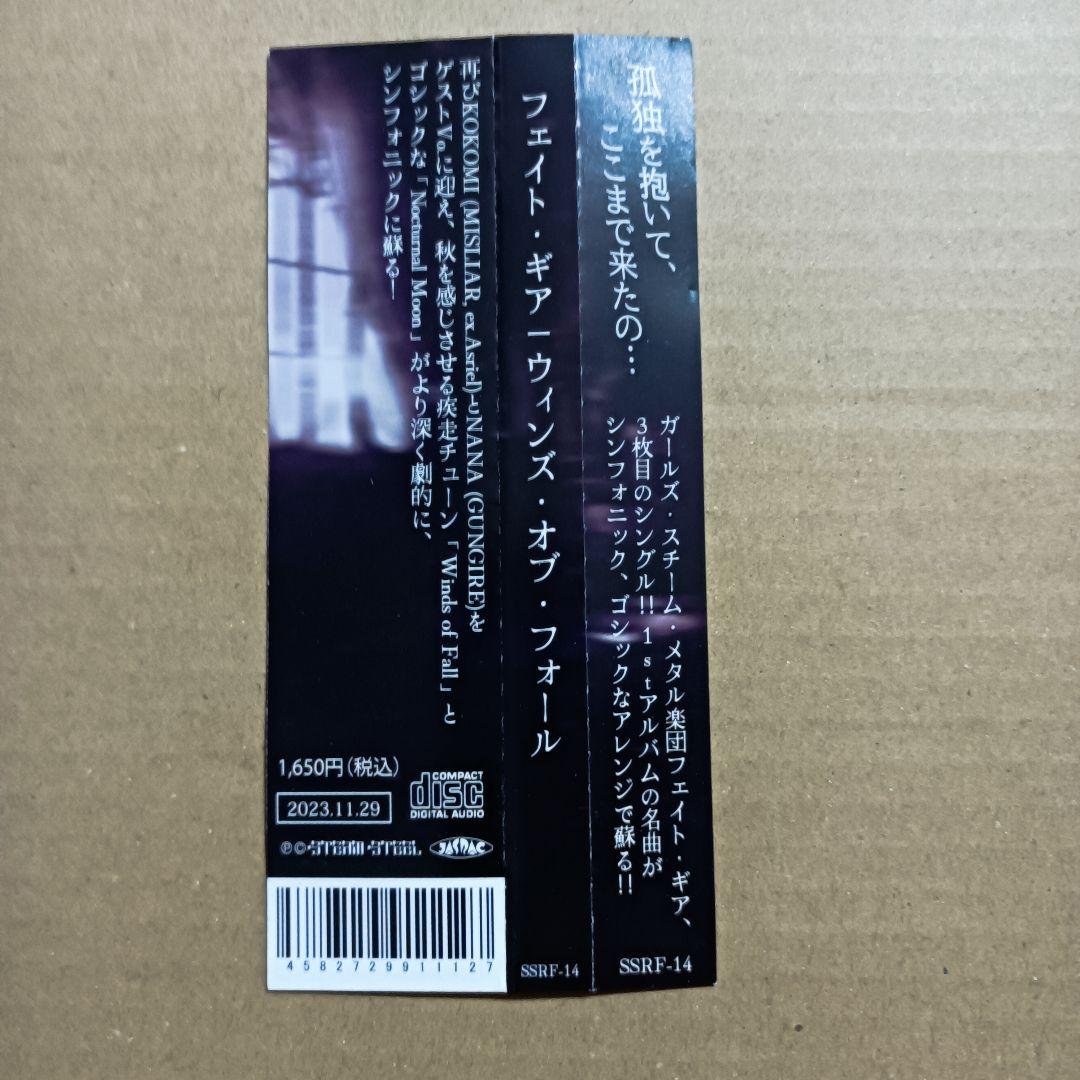 孤独を抱いて、
ここまで来たの…
ガールズ・スチーム・メタル楽団フェイト・ギア、
3枚目のシングル!! 1stアルバムの名曲が
シンフォニック、ゴシックなアレンジで蘇る!!
SSRF-14
フェイト・ギア ー ウィンズ・オブ・フォール
SSRF-14
再びKOKOMI (MISLIAR, ex.Asriel)とNANA (GUNGIRE)を
ゲストVo.に迎え、秋を感じさせる疾走チューン「Winds of Fall」と
ゴシックな「Nocturnal Moon」がより深く劇的に、
シンフォニックに蘇る!
1,650円(税込)
2023.11.29
COMPACT
disc
DIGITAL AUDIO
ⓅⒸSTEAM STEEL
JASRAC
4582729911127